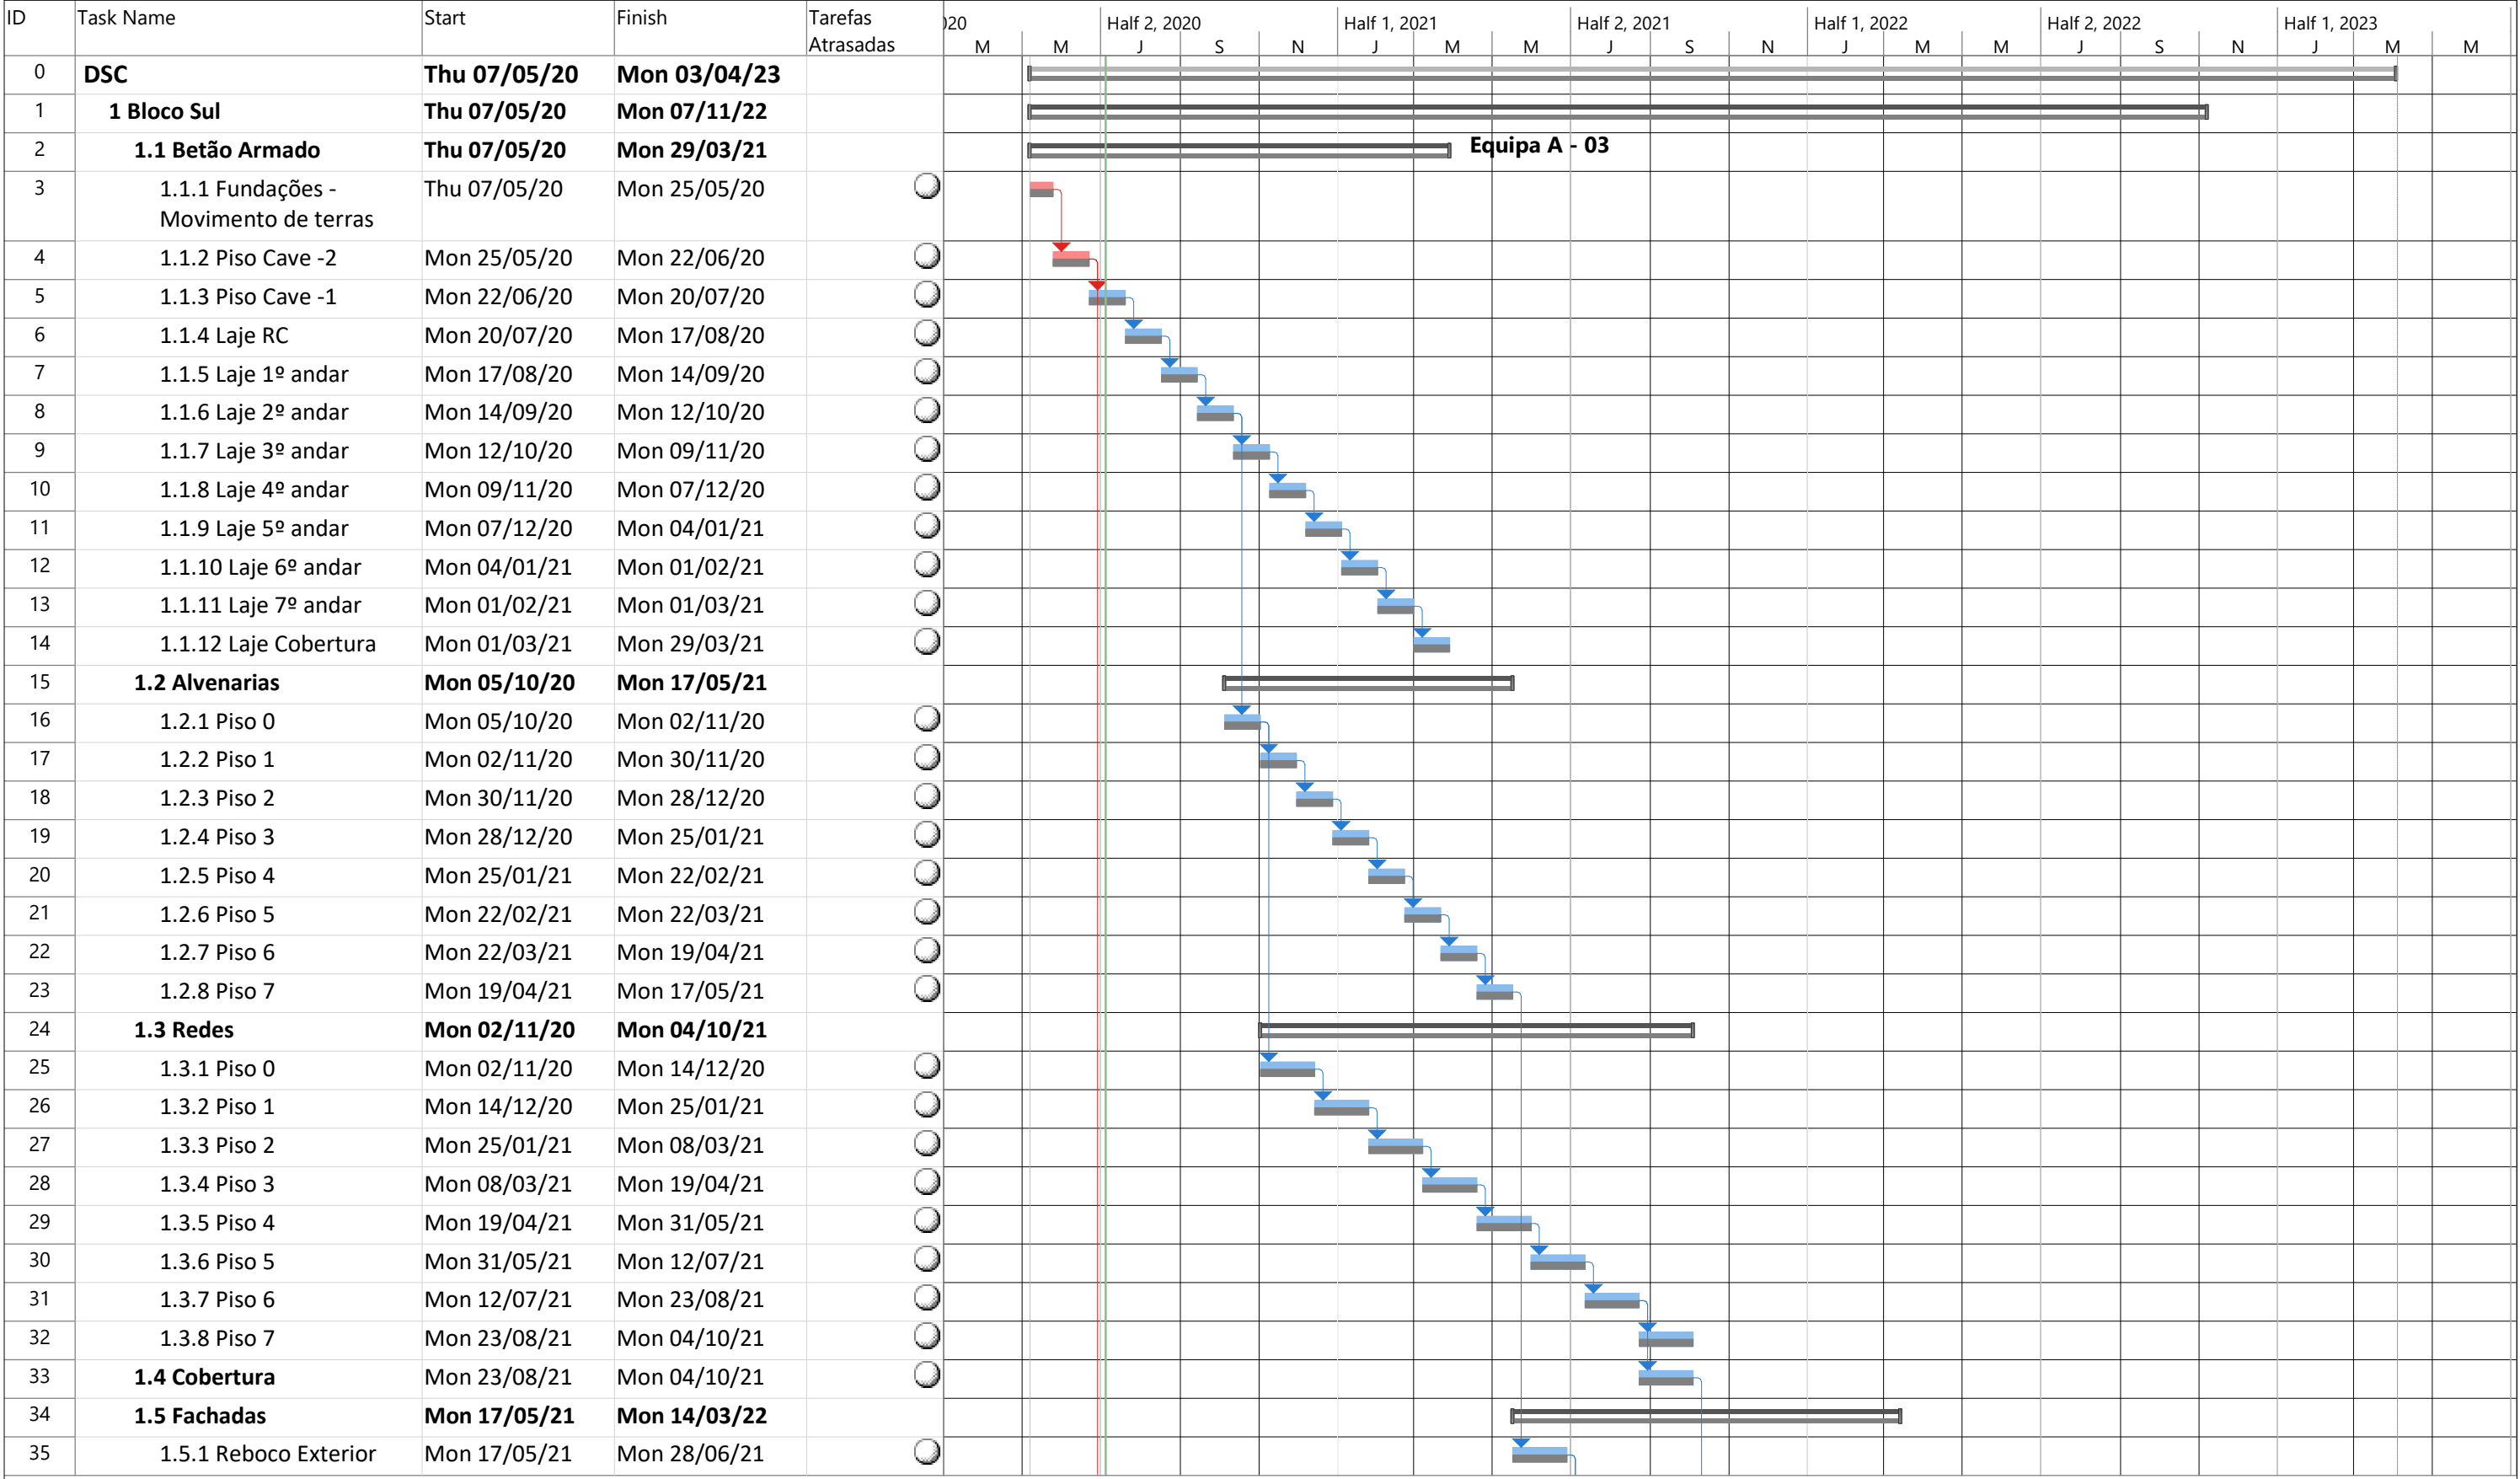 ID Task Name Start Finish Tarefas Atrasadas
020 Half 2, 2020 Half 1, 2021 Half 2, 2021 Half 1, 2022 Half 2, 2022 Half 1, 2023
M M J S N J M M J S N J M M J S N J M M
0 DSC Thu 07/05/20 Mon 03/04/23
1 1 Bloco Sul Thu 07/05/20 Mon 07/11/22
2 1.1 Betão Armado Thu 07/05/20 Mon 29/03/21 Equipa A - 03
3 1.1.1 Fundações - Thu 07/05/20 Mon 25/05/20
Movimento de terras
4 1.1.2 Piso Cave -2 Mon 25/05/20 Mon 22/06/20
5 1.1.3 Piso Cave -1 Mon 22/06/20 Mon 20/07/20
6 1.1.4 Laje RC Mon 20/07/20 Mon 17/08/20
7 1.1.5 Laje 1º andar Mon 17/08/20 Mon 14/09/20
8 1.1.6 Laje 2º andar Mon 14/09/20 Mon 12/10/20
9 1.1.7 Laje 3º andar Mon 12/10/20 Mon 09/11/20
10 1.1.8 Laje 4º andar Mon 09/11/20 Mon 07/12/20
11 1.1.9 Laje 5º andar Mon 07/12/20 Mon 04/01/21
12 1.1.10 Laje 6º andar Mon 04/01/21 Mon 01/02/21
13 1.1.11 Laje 7º andar Mon 01/02/21 Mon 01/03/21
14 1.1.12 Laje Cobertura Mon 01/03/21 Mon 29/03/21
15 1.2 Alvenarias Mon 05/10/20 Mon 17/05/21
16 1.2.1 Piso 0 Mon 05/10/20 Mon 02/11/20
17 1.2.2 Piso 1 Mon 02/11/20 Mon 30/11/20
18 1.2.3 Piso 2 Mon 30/11/20 Mon 28/12/20
19 1.2.4 Piso 3 Mon 28/12/20 Mon 25/01/21
20 1.2.5 Piso 4 Mon 25/01/21 Mon 22/02/21
21 1.2.6 Piso 5 Mon 22/02/21 Mon 22/03/21
22 1.2.7 Piso 6 Mon 22/03/21 Mon 19/04/21
23 1.2.8 Piso 7 Mon 19/04/21 Mon 17/05/21
24 1.3 Redes Mon 02/11/20 Mon 04/10/21
25 1.3.1 Piso 0 Mon 02/11/20 Mon 14/12/20
26 1.3.2 Piso 1 Mon 14/12/20 Mon 25/01/21
27 1.3.3 Piso 2 Mon 25/01/21 Mon 08/03/21
28 1.3.4 Piso 3 Mon 08/03/21 Mon 19/04/21
29 1.3.5 Piso 4 Mon 19/04/21 Mon 31/05/21
30 1.3.6 Piso 5 Mon 31/05/21 Mon 12/07/21
31 1.3.7 Piso 6 Mon 12/07/21 Mon 23/08/21
32 1.3.8 Piso 7 Mon 23/08/21 Mon 04/10/21
33 1.4 Cobertura Mon 23/08/21 Mon 04/10/21
34 1.5 Fachadas Mon 17/05/21 Mon 14/03/22
35 1.5.1 Reboco Exterior Mon 17/05/21 Mon 28/06/21